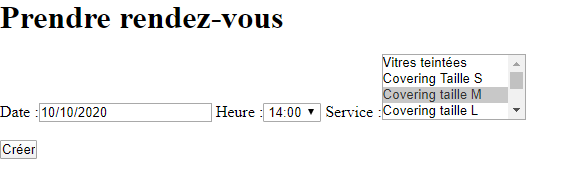 Prendre rendez-vous
Vitres teintées
Covering Taille S
Covering taille M
Covering taille L
Date : 10/10/2020 Heure : 14:00 Service :
Créer